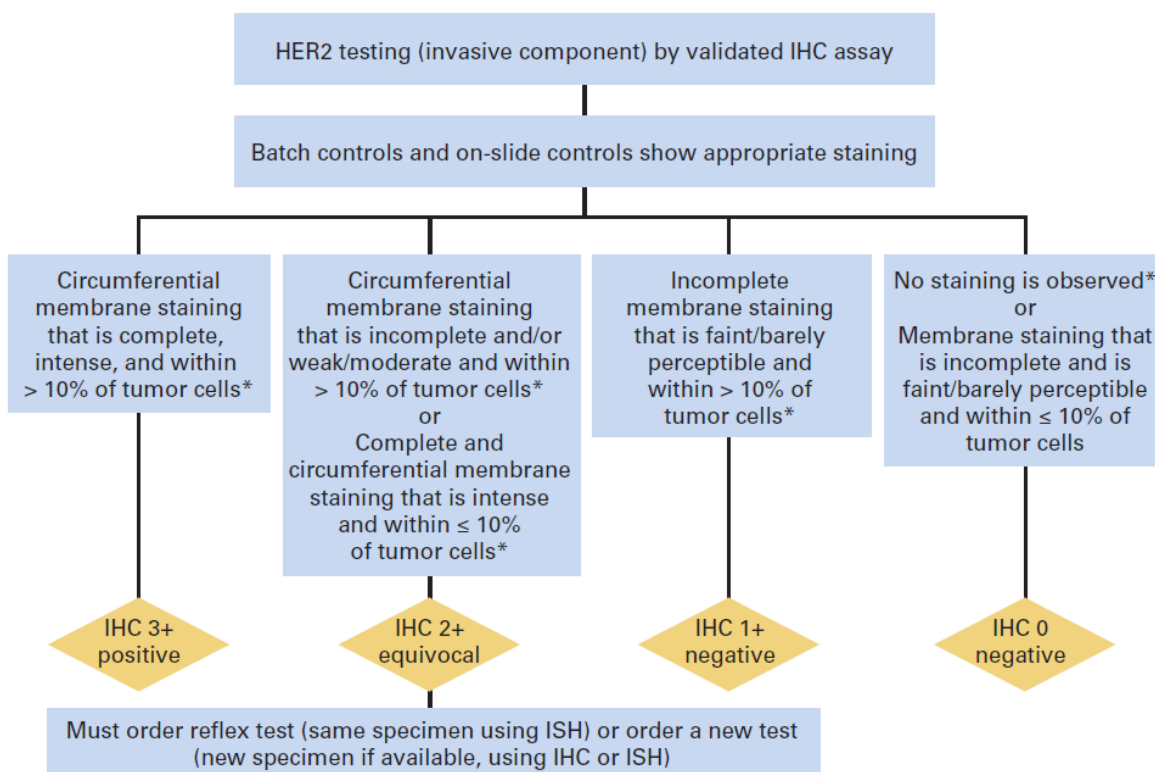 HER2 testing (invasive component) by validated IHC assay
Batch controls and on-slide controls show appropriate staining
Circumferential
membrane staining
that is complete,
intense, and within
> 10% of tumor cells*
Circumferential
membrane staining
that is incomplete and/or
weak/moderate and within
> 10% of tumor cells*
or
Complete and
circumferential membrane
staining that is intense
and within ≤ 10%
of tumor cells*
Incomplete
membrane staining
that is faint/barely
perceptible and
within > 10% of
tumor cells*
No staining is observed*
or
Membrane staining that
is incomplete and is
faint/barely perceptible
and within ≤ 10% of
tumor cells
IHC 3+
positive
IHC 2+
equivocal
IHC 1+
negative
IHC 0
negative
Must order reflex test (same specimen using ISH) or order a new test
(new specimen if available, using IHC or ISH)